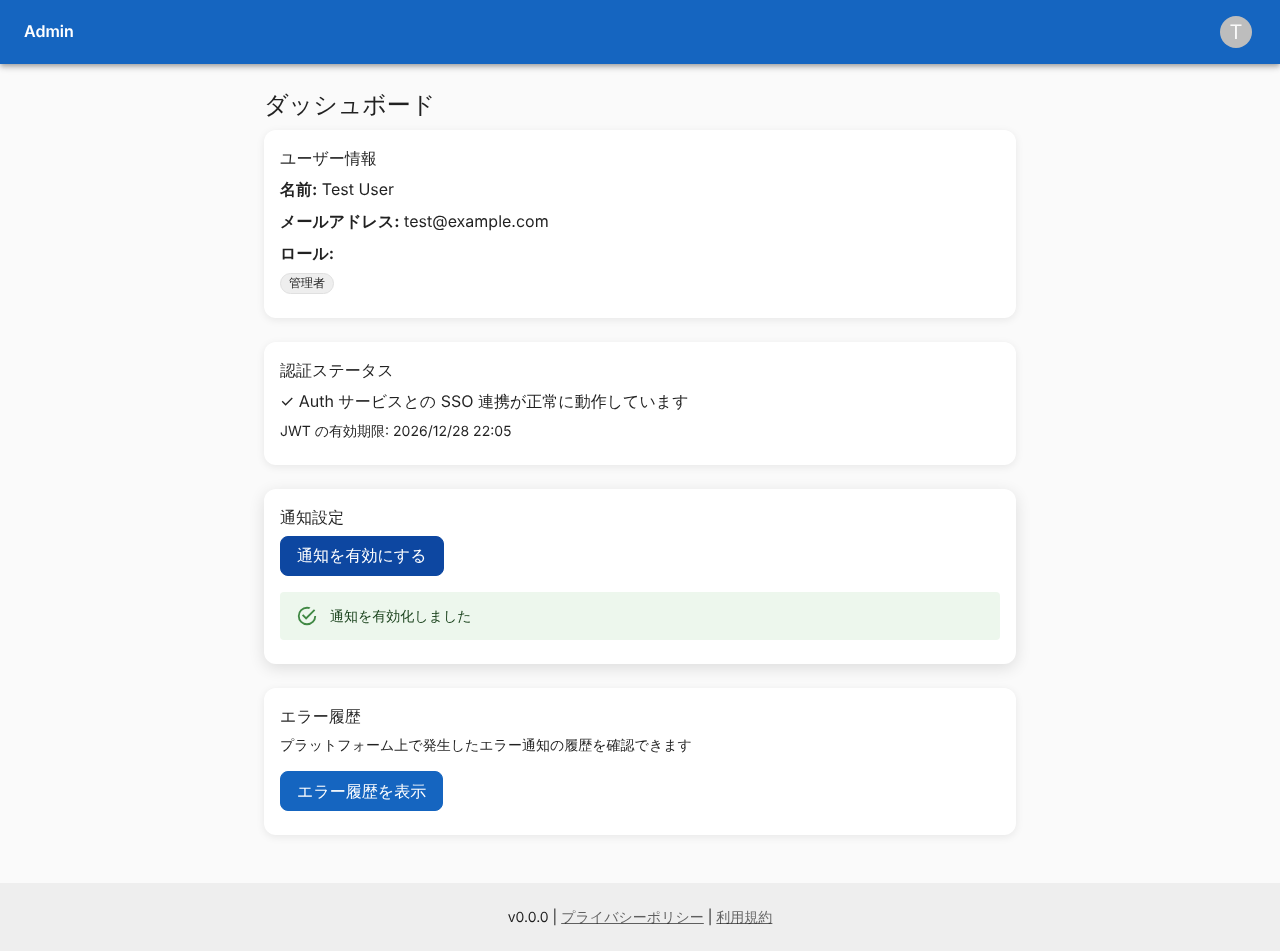 Admin
T
ダッシュボード
ユーザー情報
名前: Test User
メールアドレス: test@example.com
ロール:
管理者
認証ステータス
✓ Auth サービスとの SSO 連携が正常に動作しています
JWT の有効期限: 2026/12/28 22:05
通知設定
通知を有効にする
通知を有効化しました
エラー履歴
プラットフォーム上で発生したエラー通知の履歴を確認できます
エラー履歴を表示
v0.0.0 | プライバシーポリシー | 利用規約